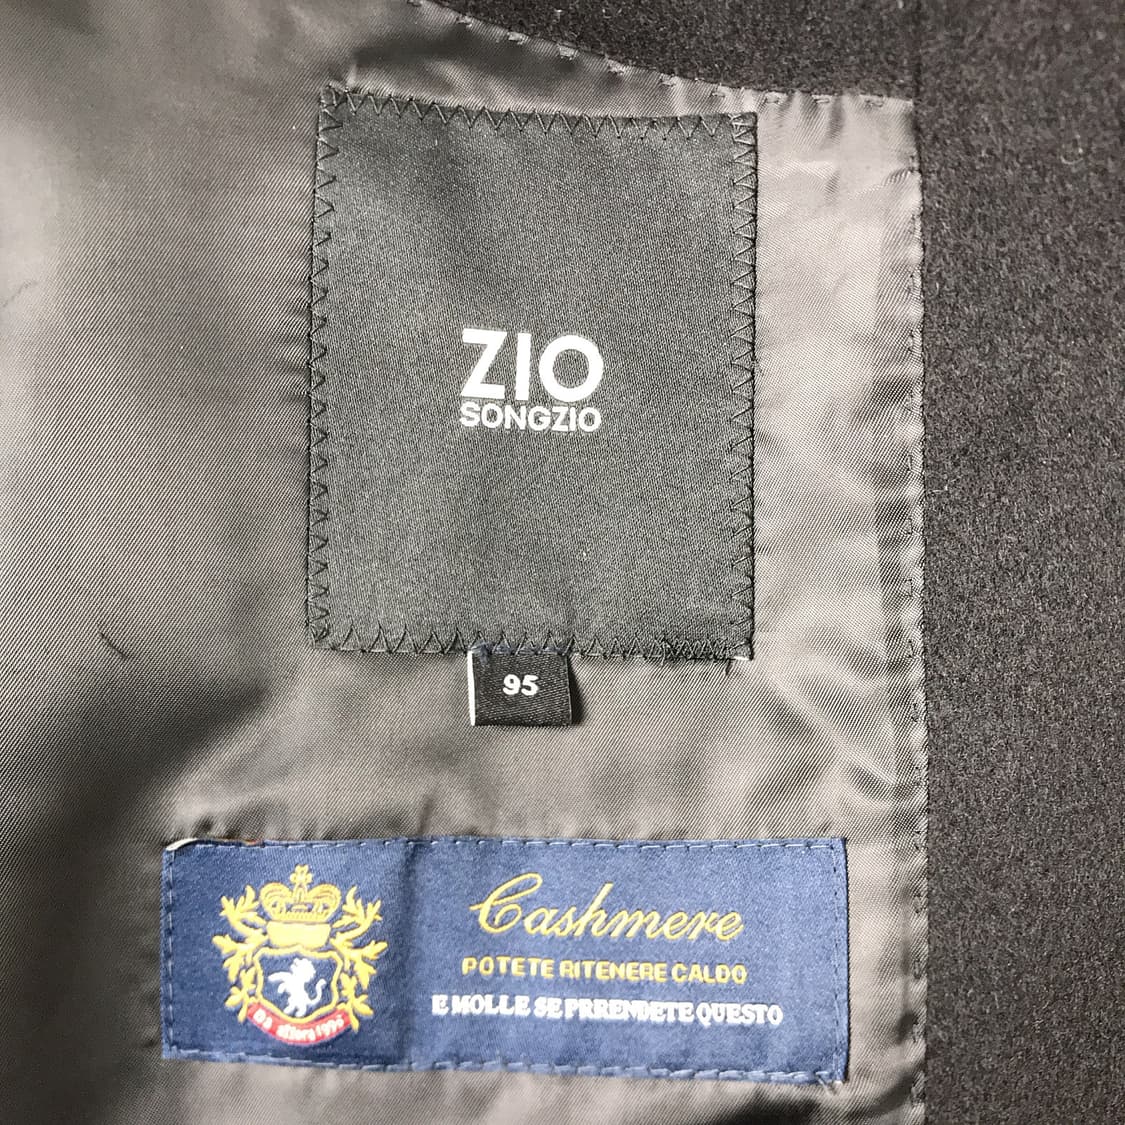 ZIO
SONGZIO
95
Cashmere
POTETE RITENERE CALDO
E MOLLE SE PRRENDETE QUESTO